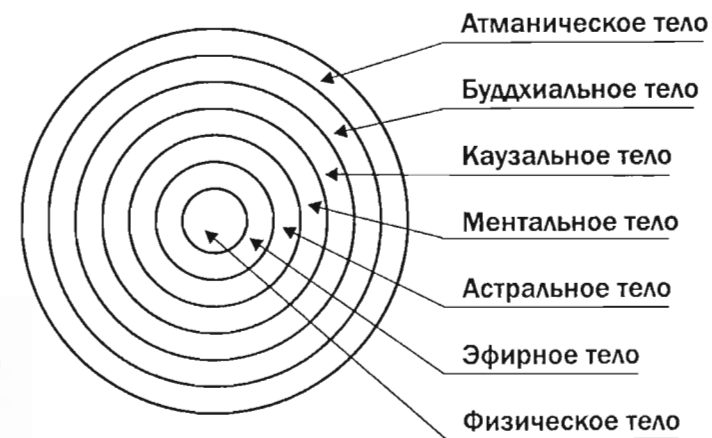 Атманическое тело
Буддхиальное тело
Каузальное тело
Ментальное тело
Астральное тело
Эфирное тело
Физическое тело